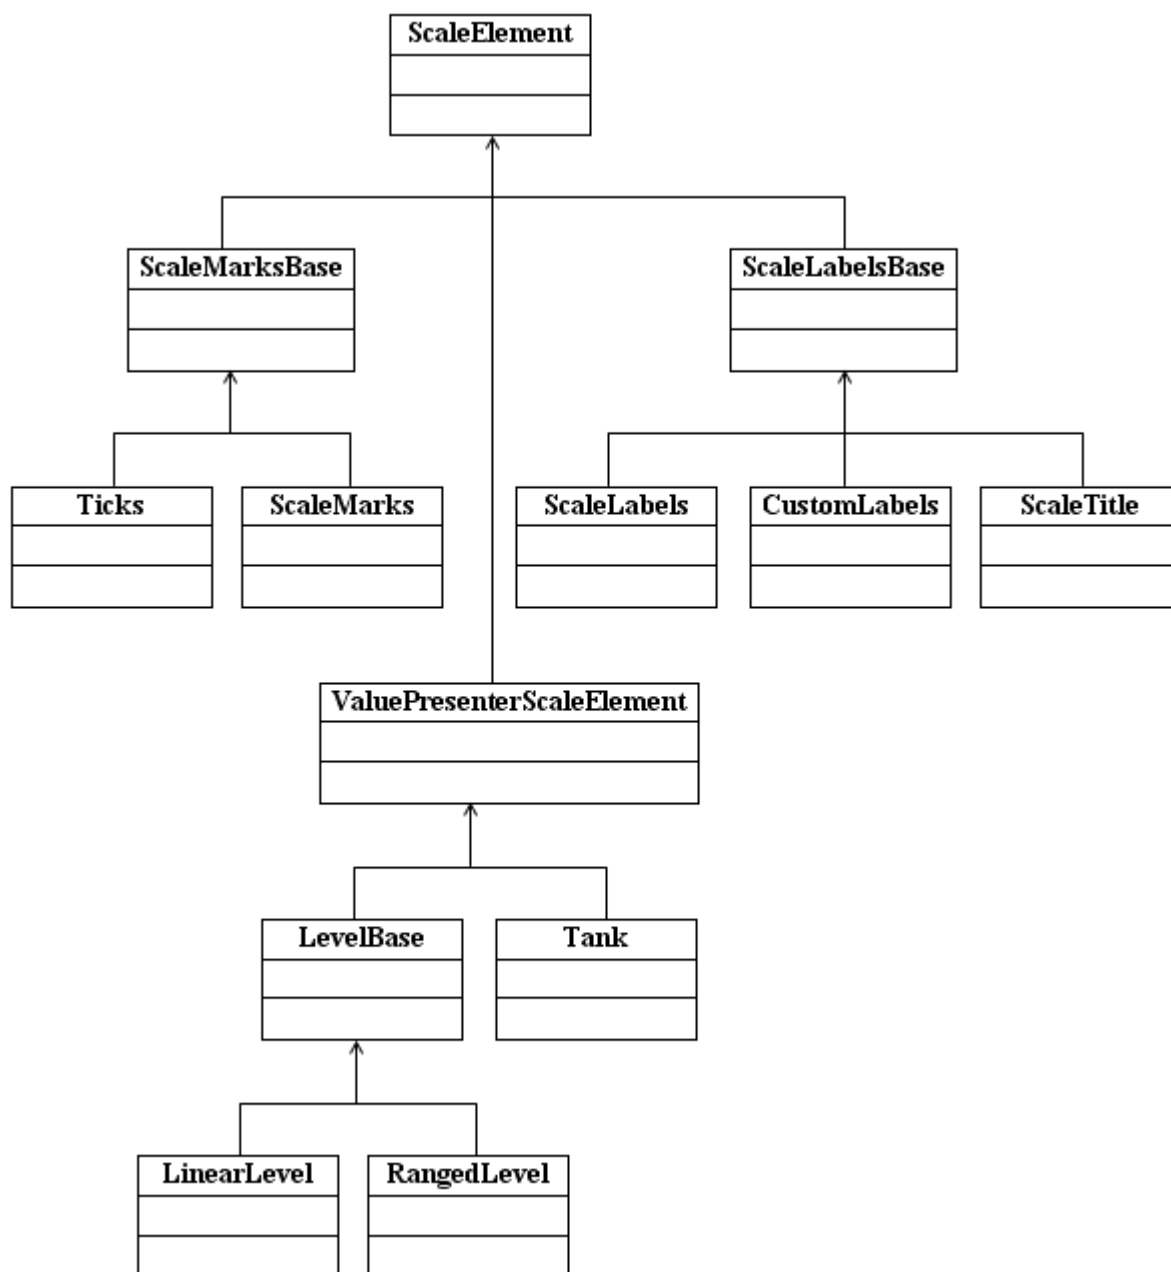 ScaleElement
ScaleMarksBase
ScaleLabelsBase
Ticks
ScaleMarks
ScaleLabels
CustomLabels
ScaleTitle
ValuePresenterScaleElement
LevelBase
Tank
LinearLevel
RangedLevel